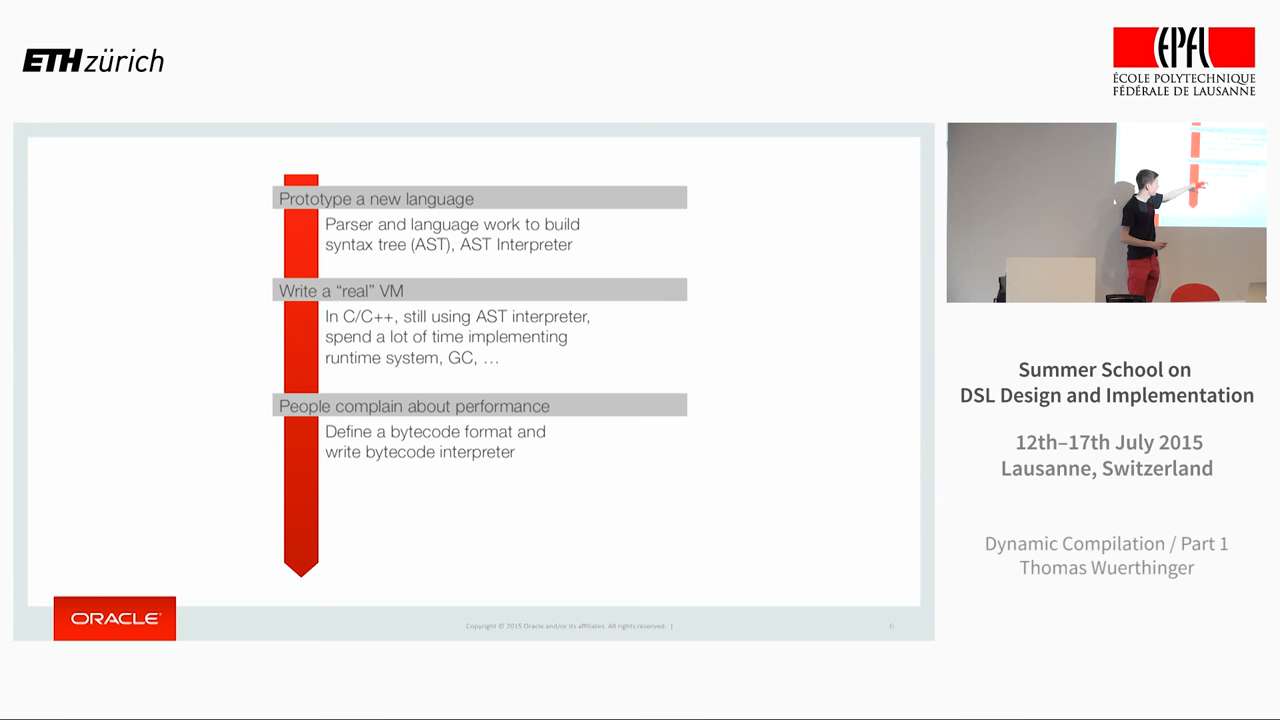 ETH zürich
EPFL
ÉCOLE POLYTECHNIQUE
FÉDÉRALE DE LAUSANNE
Prototype a new language
Parser and language work to build
syntax tree (AST), AST Interpreter
Write a “real” VM
In C/C++, still using AST interpreter,
spend a lot of time implementing
runtime system, GC, …
People complain about performance
Define a bytecode format and
write bytecode interpreter
ORACLE
Copyright © 2015 Oracle and/or its affiliates. All rights reserved. |
6
Summer School on
DSL Design and Implementation
12th–17th July 2015
Lausanne, Switzerland
Dynamic Compilation / Part 1
Thomas Wuerthinger